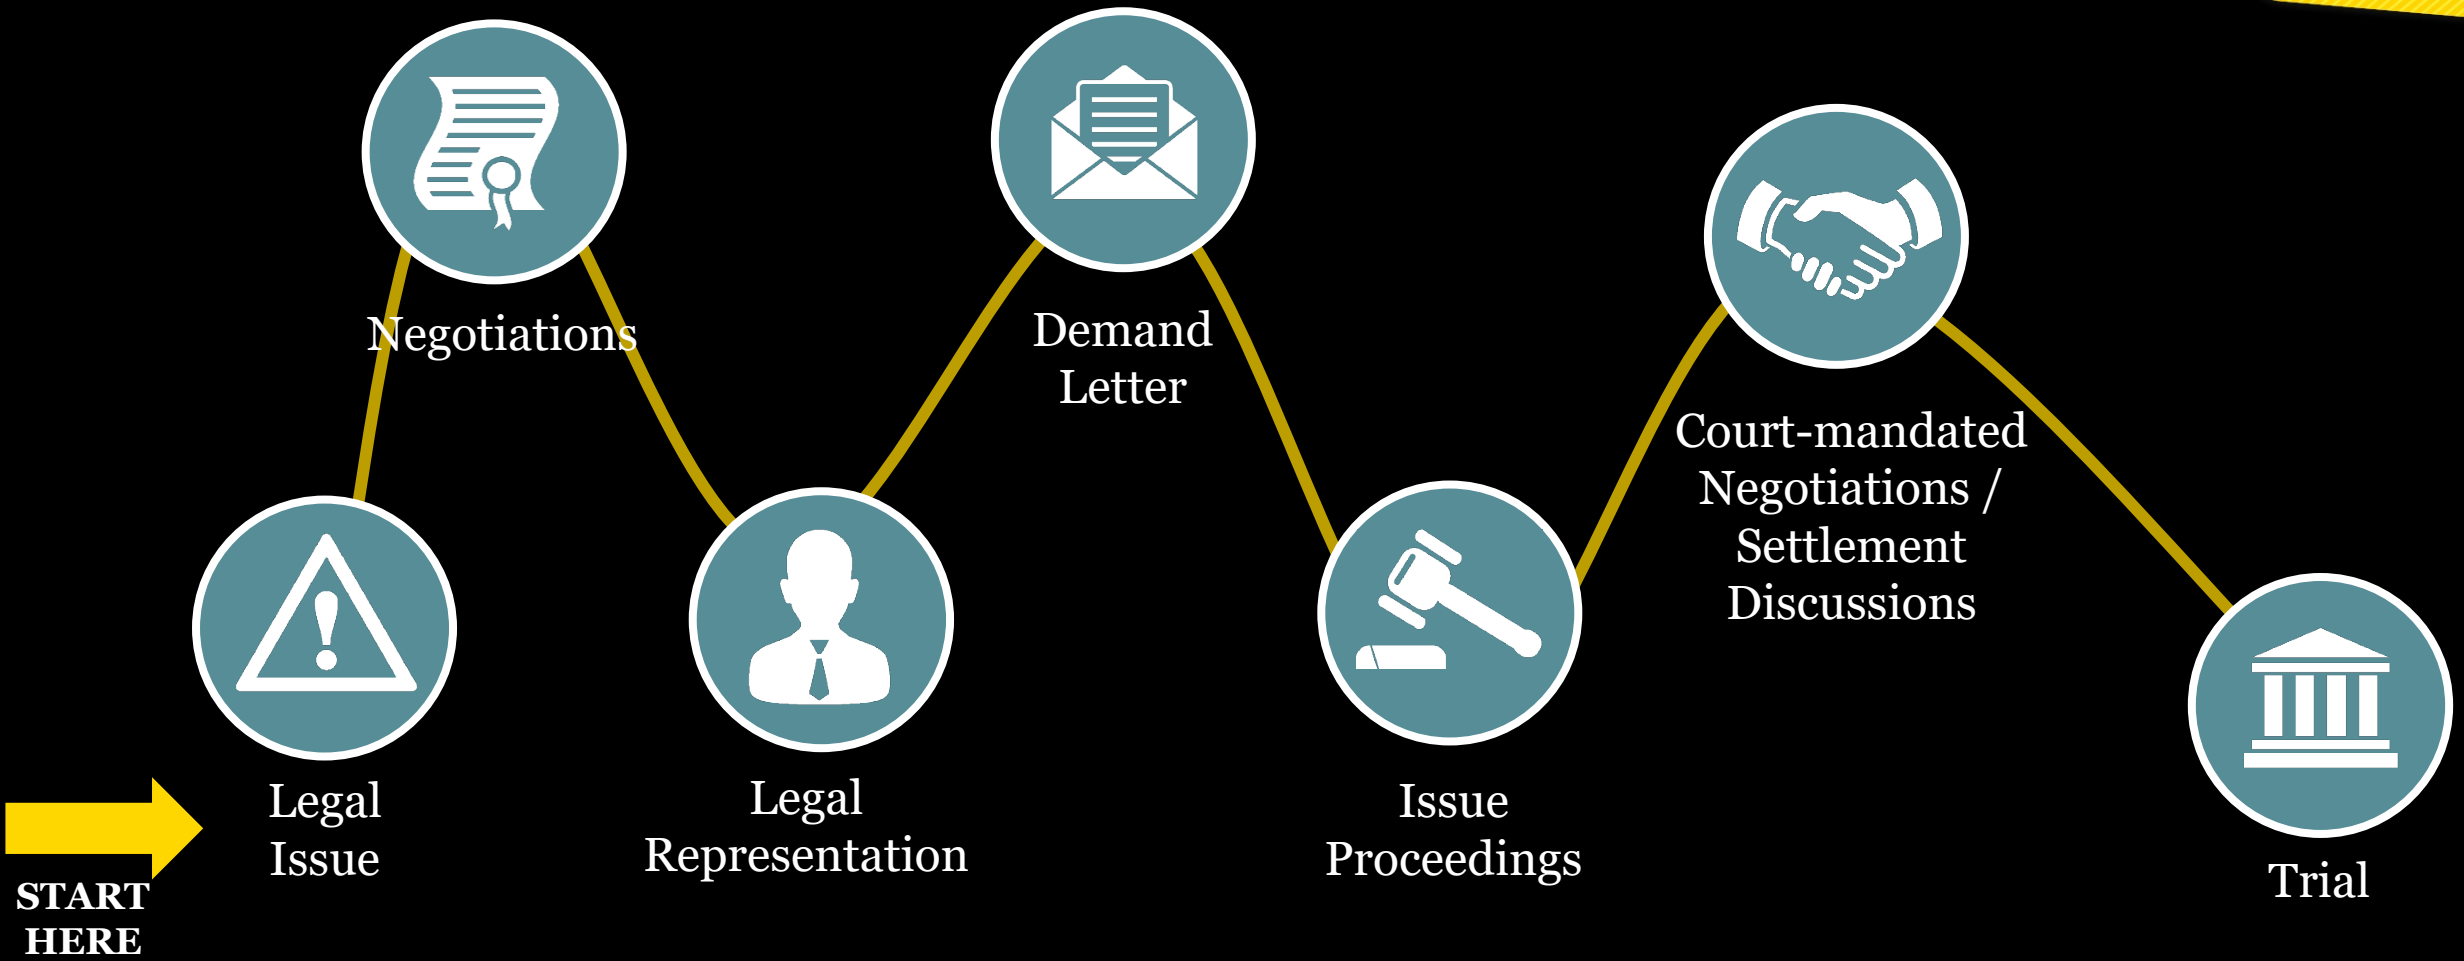 START
HERE
Legal
Issue
Negotiations
Legal
Representation
Demand
Letter
Issue
Proceedings
Court-mandated
Negotiations /
Settlement
Discussions
Trial